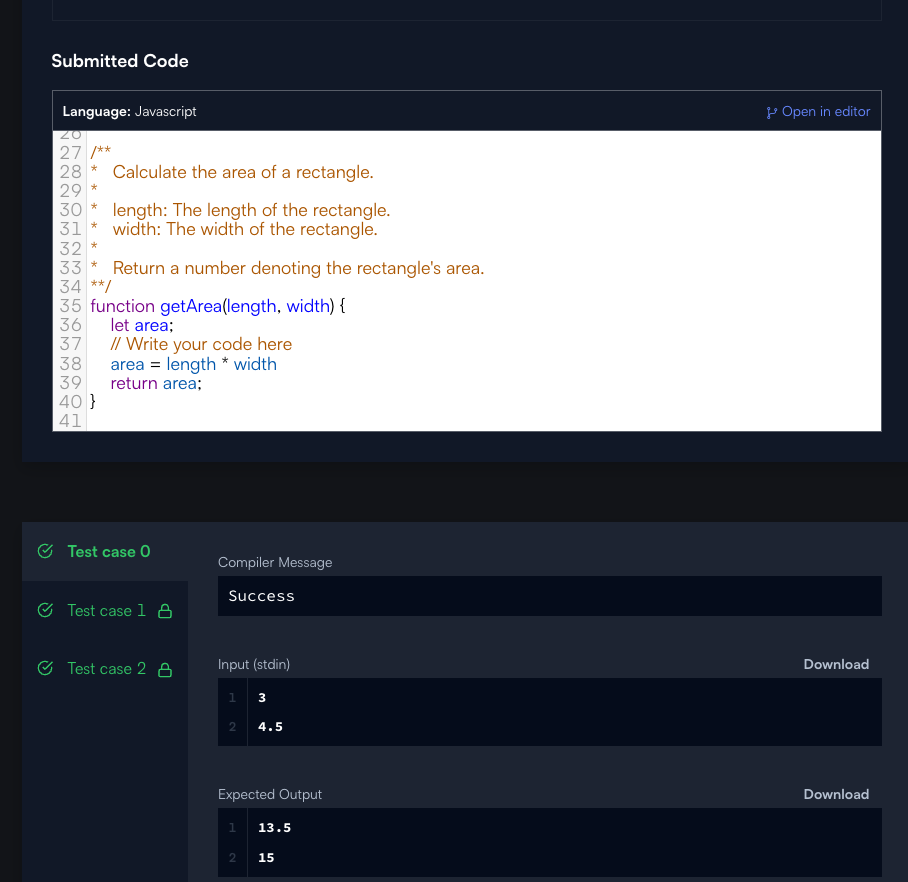 Submitted Code
Language: Javascript
Open in editor
26
27 /**
28 *   Calculate the area of a rectangle.
29 *
30 *   length: The length of the rectangle.
31 *   width: The width of the rectangle.
32 *
33 *   Return a number denoting the rectangle's area.
34 **/
35 function getArea(length, width) {
36     let area;
37     // Write your code here
38     area = length * width
39     return area;
40 }
41
Test case 0
Test case 1
Test case 2
Compiler Message
Success
Input (stdin)
Download
1 3
2 4.5
Expected Output
Download
1 13.5
2 15